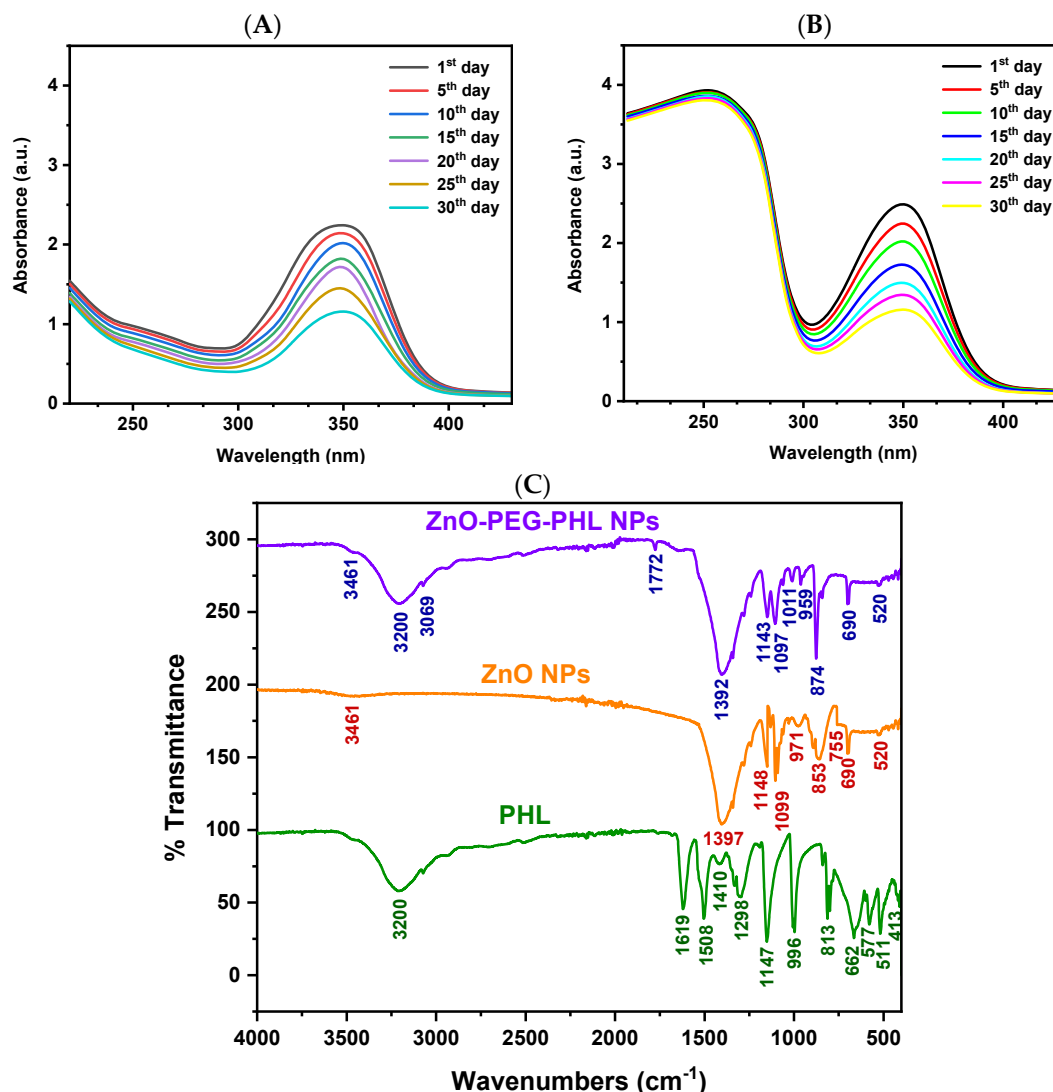 (A)
1st day
5th day
10th day
15th day
20th day
25th day
30th day
4
3
2
1
0
Absorbance (a.u.)
250
300
350
400
Wavelength (nm)
(B)
1st day
5th day
10th day
15th day
20th day
25th day
30th day
4
3
2
1
0
Absorbance (a.u.)
250
300
350
400
Wavelength (nm)
(C)
ZnO-PEG-PHL NPs
3461
3200
3069
1772
1392
1143
1097
1011
959
874
690
520
ZnO NPs
3461
1397
1148
1099
971
853
755
690
520
PHL
3200
1619
1508
1410
1298
1147
996
813
662
577
511
413
300
250
200
150
100
50
0
% Transmittance
4000
3500
3000
2500
2000
1500
1000
500
Wavenumbers (cm-1)